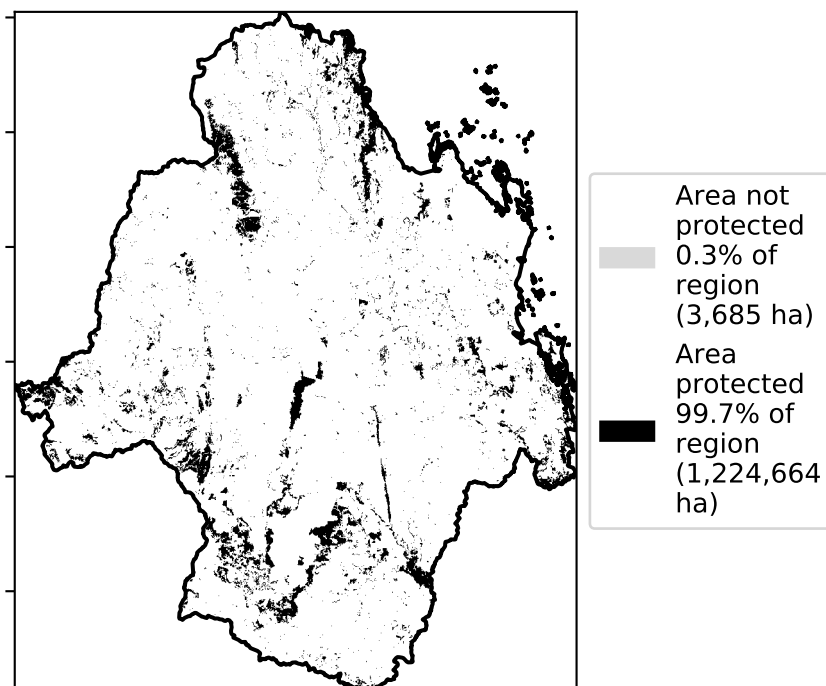 Area not
protected
0.3% of
region
(3,685 ha)
Area
protected
99.7% of
region
(1,224,664
ha)